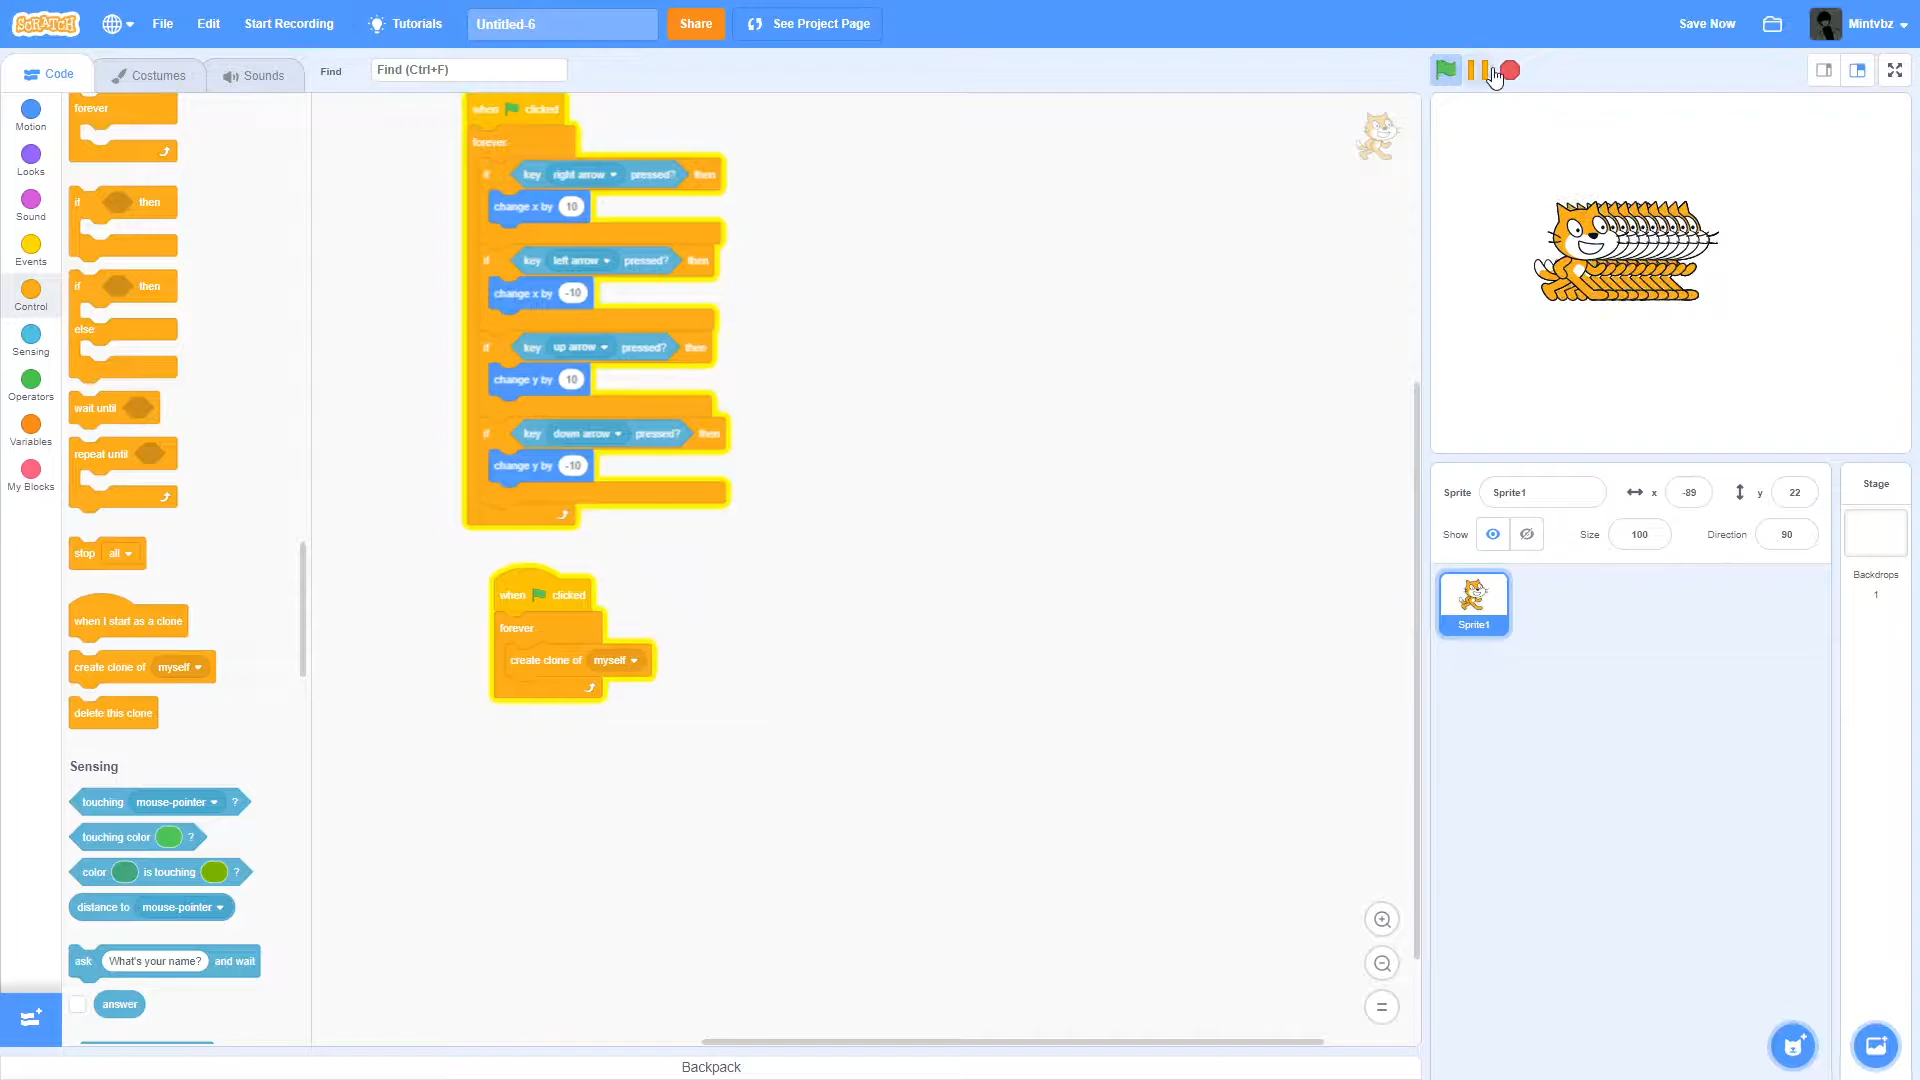 SCRATCH File Edit Start Recording Tutorials Untitled-6 Share See Project Page Save Now Mintvbz
Code Costumes Sounds Find Find (Ctrl+F)
Motion
Looks
Sound
Events
Control
Sensing
Operators
Variables
My Blocks
forever
if then
if then
else
wait until
repeat until
stop all
when I start as a clone
create clone of myself
delete this clone
Sensing
touching mouse-pointer ?
touching color ?
color is touching ?
distance to mouse-pointer
ask What's your name? and wait
answer
when clicked
forever
if key right arrow pressed? then
change x by 10
if key left arrow pressed? then
change x by -10
if key up arrow pressed? then
change y by 10
if key down arrow pressed? then
change y by -10
when clicked
forever
create clone of myself
Sprite Sprite1 x -89 y 22
Show Size 100 Direction 90
Sprite1
Stage
Backdrops
1
Backpack